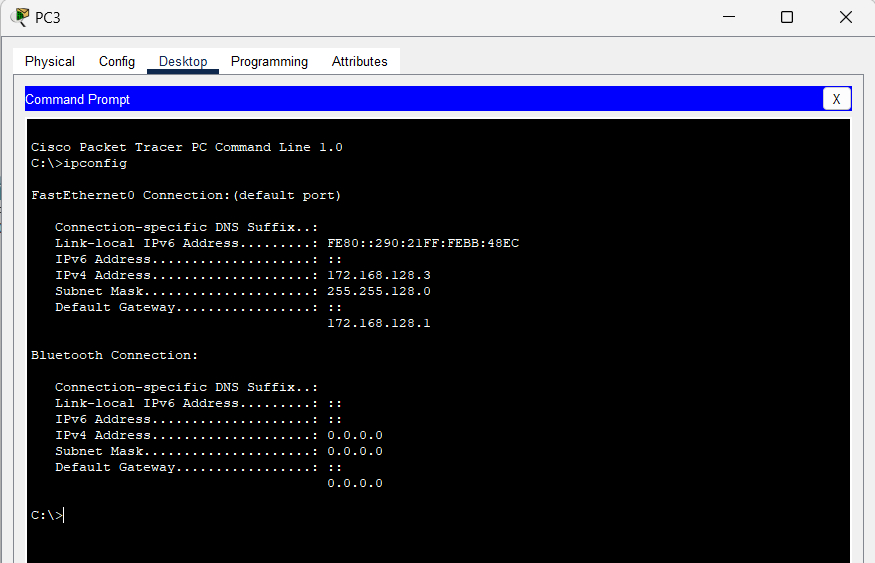 PC3
Physical Config Desktop Programming Attributes
Command Prompt X
Cisco Packet Tracer PC Command Line 1.0
C:\>ipconfig
FastEthernet0 Connection:(default port)
Connection-specific DNS Suffix..:
Link-local IPv6 Address.........: FE80::290:21FF:FEBB:48EC
IPv6 Address....................: ::
IPv4 Address....................: 172.168.128.3
Subnet Mask.....................: 255.255.128.0
Default Gateway.................: ::
172.168.128.1
Bluetooth Connection:
Connection-specific DNS Suffix..:
Link-local IPv6 Address.........: ::
IPv6 Address....................: ::
IPv4 Address....................: 0.0.0.0
Subnet Mask.....................: 0.0.0.0
Default Gateway.................: ::
0.0.0.0
C:\>